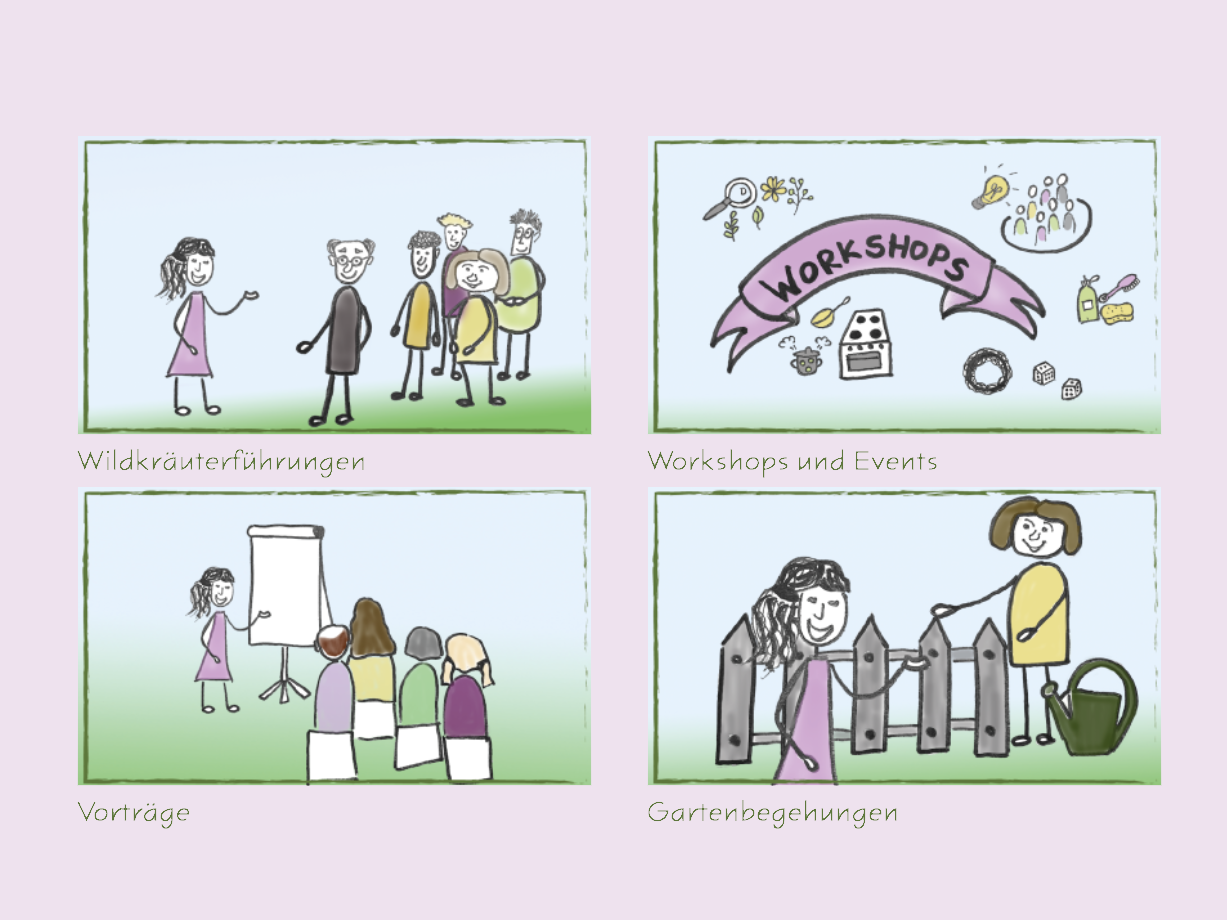 WORKSHOPS
Wildkräuterführungen
Workshops und Events
Vorträge
Gartenbegehungen